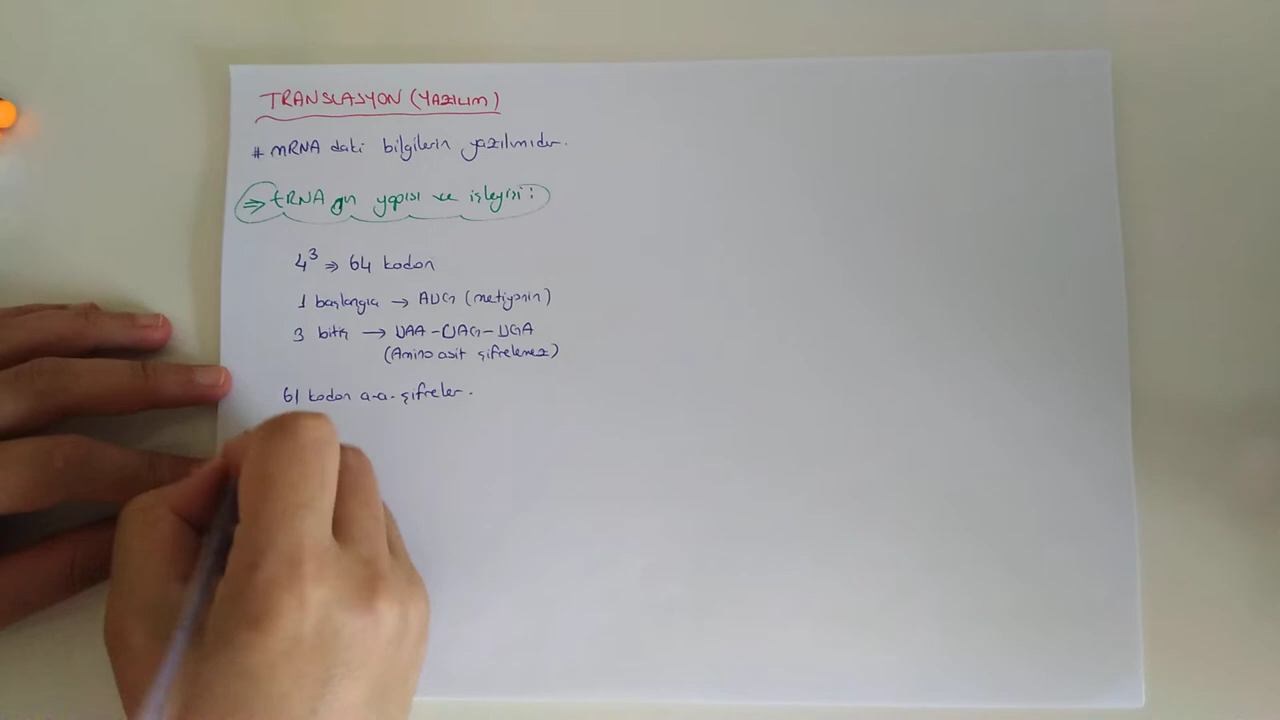 TRANSLASYON (YAZILIM)
# mRNA daki bilgilerin yazılımıdır.
⇒ tRNA ın yapısı ve işleyişi:
4³ ⇒ 64 kodon
1 başlangıç → AUG (metiyonin)
3 bitiş → UAA - UAG - UGA
(Amino asit şifrelemez)
61 kodon a.a. şifreler.